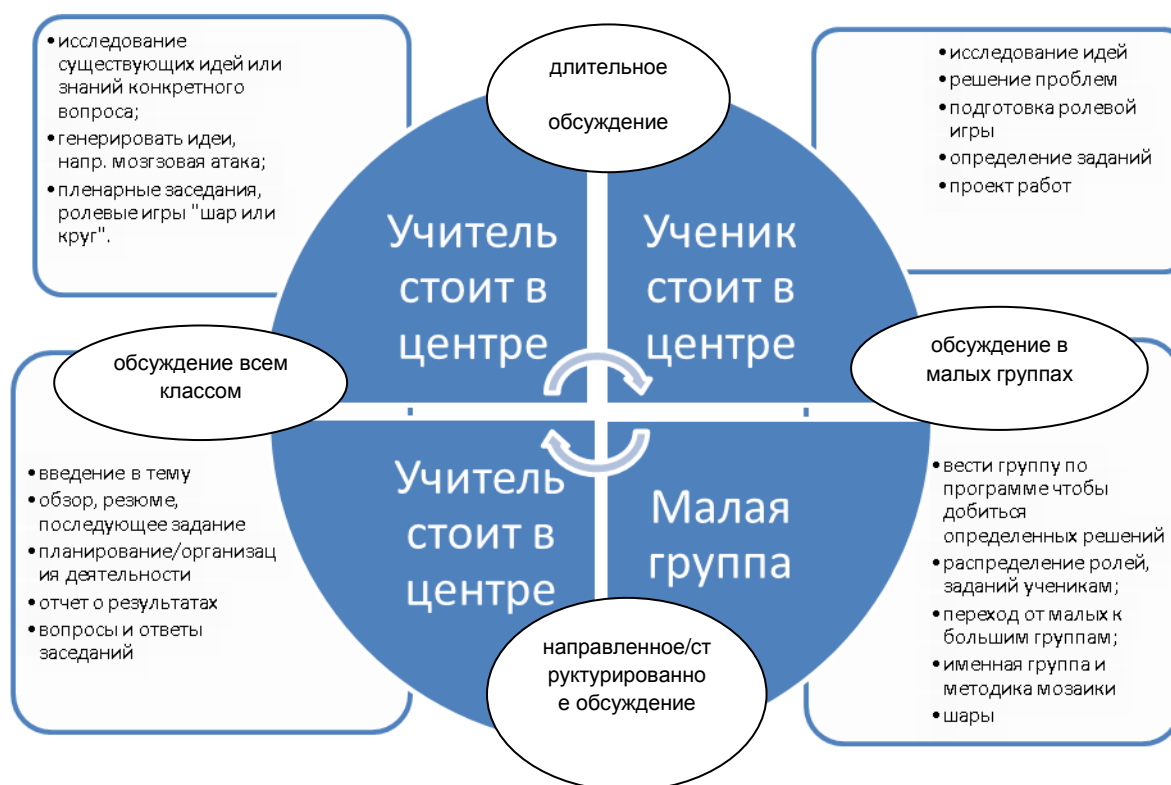 •исследование
существующих идей или
знаний конкретного
вопроса;
•генерировать идеи,
напр. мозгзовая атака;
•пленарные заседания,
ролевые игры "шар или
круг".
длительное
обсуждение
•исследование идей
•решение проблем
•подготовка ролевой
игры
•определение заданий
•проект работ
Учитель
стоит в
центре
Ученик
стоит в
центре
обсуждение всем
классом
обсуждение в
малых группах
•введение в тему
•обзор, резюме,
последующее задание
•планирование/организац
ия деятельности
•отчет о результатах
•вопросы и ответы
заседаний
Учитель
стоит в
центре
Малая
группа
•вести группу по
программе чтобы
добиться
определенных решений
•распределение ролей,
заданий ученикам;
•переход от малых к
большим группам;
•именная группа и
методика мозаики
•шары
направленное/ст
руктурированно
е обсуждение